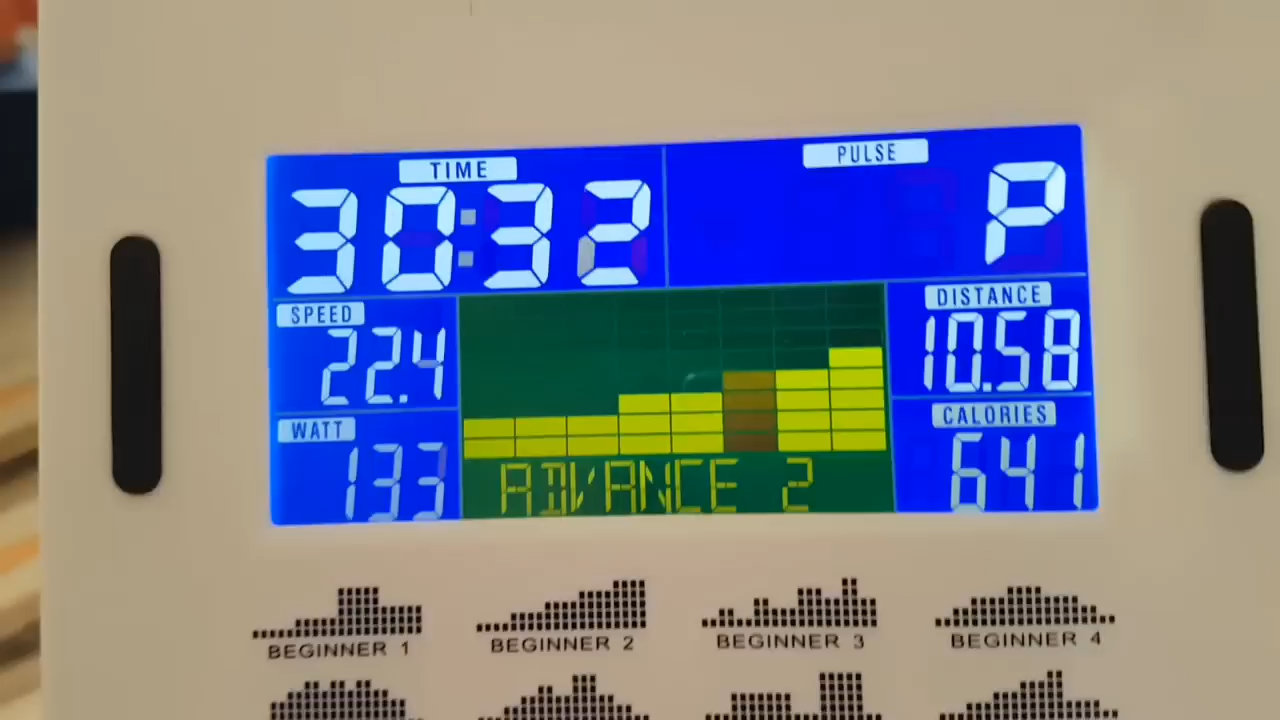 TIME
30:32
PULSE
P
SPEED
22.4
DISTANCE
10.58
WATT
133
CALORIES
641
ADVANCE 2
BEGINNER 1
BEGINNER 2
BEGINNER 3
BEGINNER 4